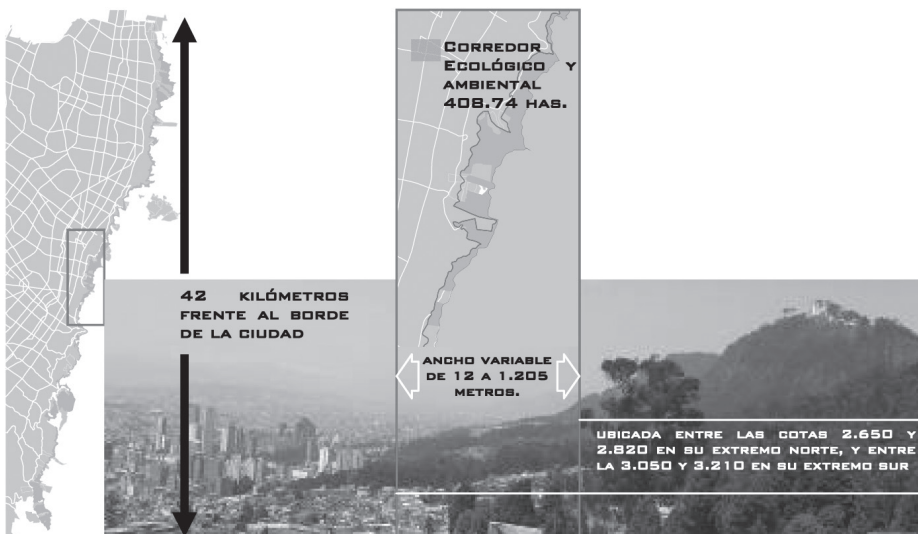 CORREDOR
ECOLÓGICO Y
AMBIENTAL
408.74 HAS.
42 KILÓMETROS
FRENTE AL BORDE
DE LA CIUDAD
ANCHO VARIABLE
DE 12 A 1.205
METROS.
UBICADA ENTRE LAS COTAS 2.650 Y
2.820 EN SU EXTREMO NORTE, Y ENTRE
LA 3.050 Y 3.210 EN SU EXTREMO SUR